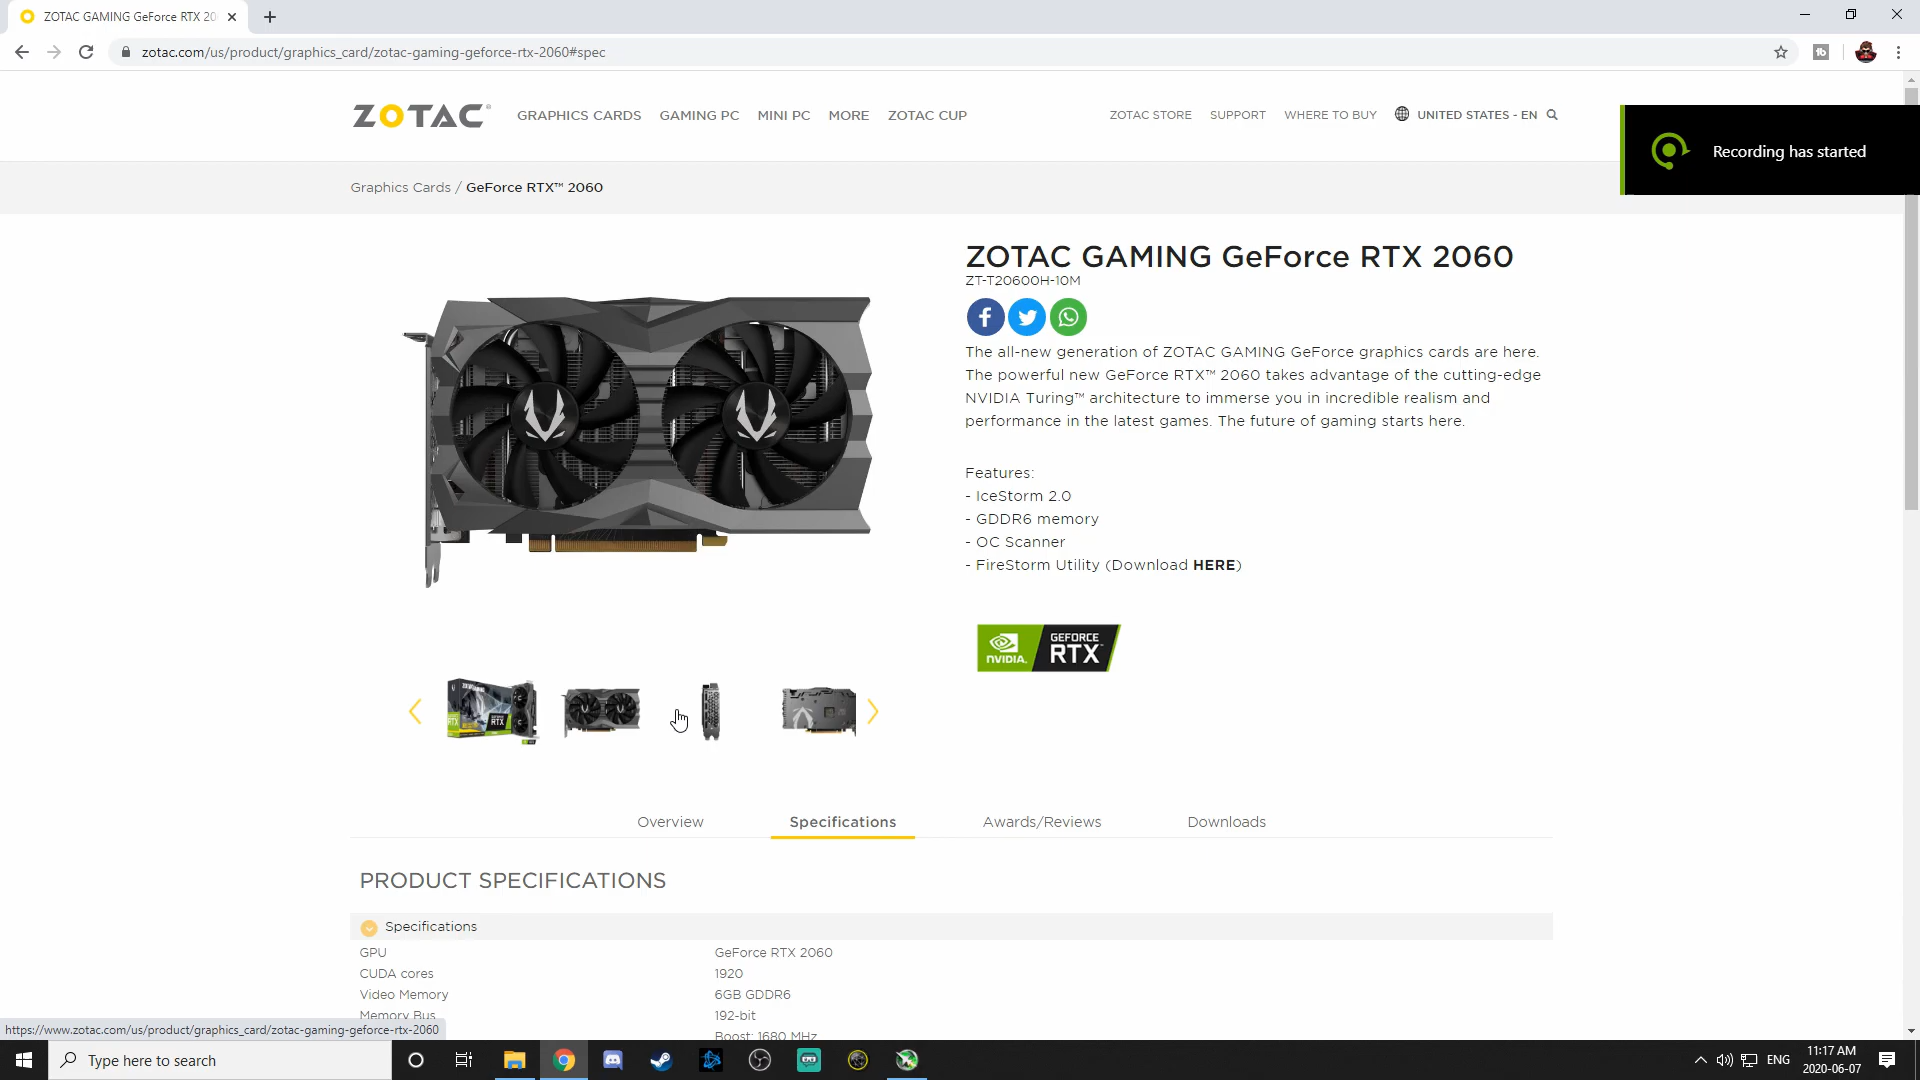 ZOTAC GAMING GeForce RTX 20
zotac.com/us/product/graphics_card/zotac-gaming-geforce-rtx-2060#spec
ZOTAC
GRAPHICS CARDS GAMING PC MINI PC MORE ZOTAC CUP
ZOTAC STORE SUPPORT WHERE TO BUY UNITED STATES - EN
Recording has started
Graphics Cards / GeForce RTX™ 2060
ZOTAC GAMING GeForce RTX 2060
ZT-T20600H-10M
The all-new generation of ZOTAC GAMING GeForce graphics cards are here.
The powerful new GeForce RTX™ 2060 takes advantage of the cutting-edge
NVIDIA Turing™ architecture to immerse you in incredible realism and
performance in the latest games. The future of gaming starts here.
Features:
- IceStorm 2.0
- GDDR6 memory
- OC Scanner
- FireStorm Utility (Download HERE)
NVIDIA. GEFORCE RTX™
Overview Specifications Awards/Reviews Downloads
PRODUCT SPECIFICATIONS
Specifications
GPU GeForce RTX 2060
CUDA cores 1920
Video Memory 6GB GDDR6
Memory Bus 192-bit
Boost: 1680 MHz
https://www.zotac.com/us/product/graphics_card/zotac-gaming-geforce-rtx-2060
Type here to search
ENG
11:17 AM
2020-06-07